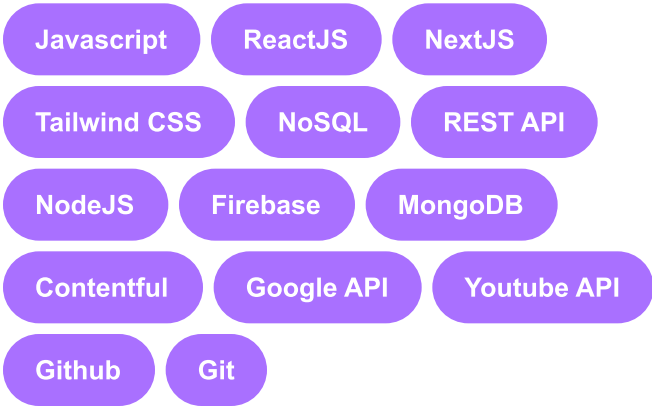 Javascript ReactJS NextJS
Tailwind CSS NoSQL REST API
NodeJS Firebase MongoDB
Contentful Google API Youtube API
Github Git